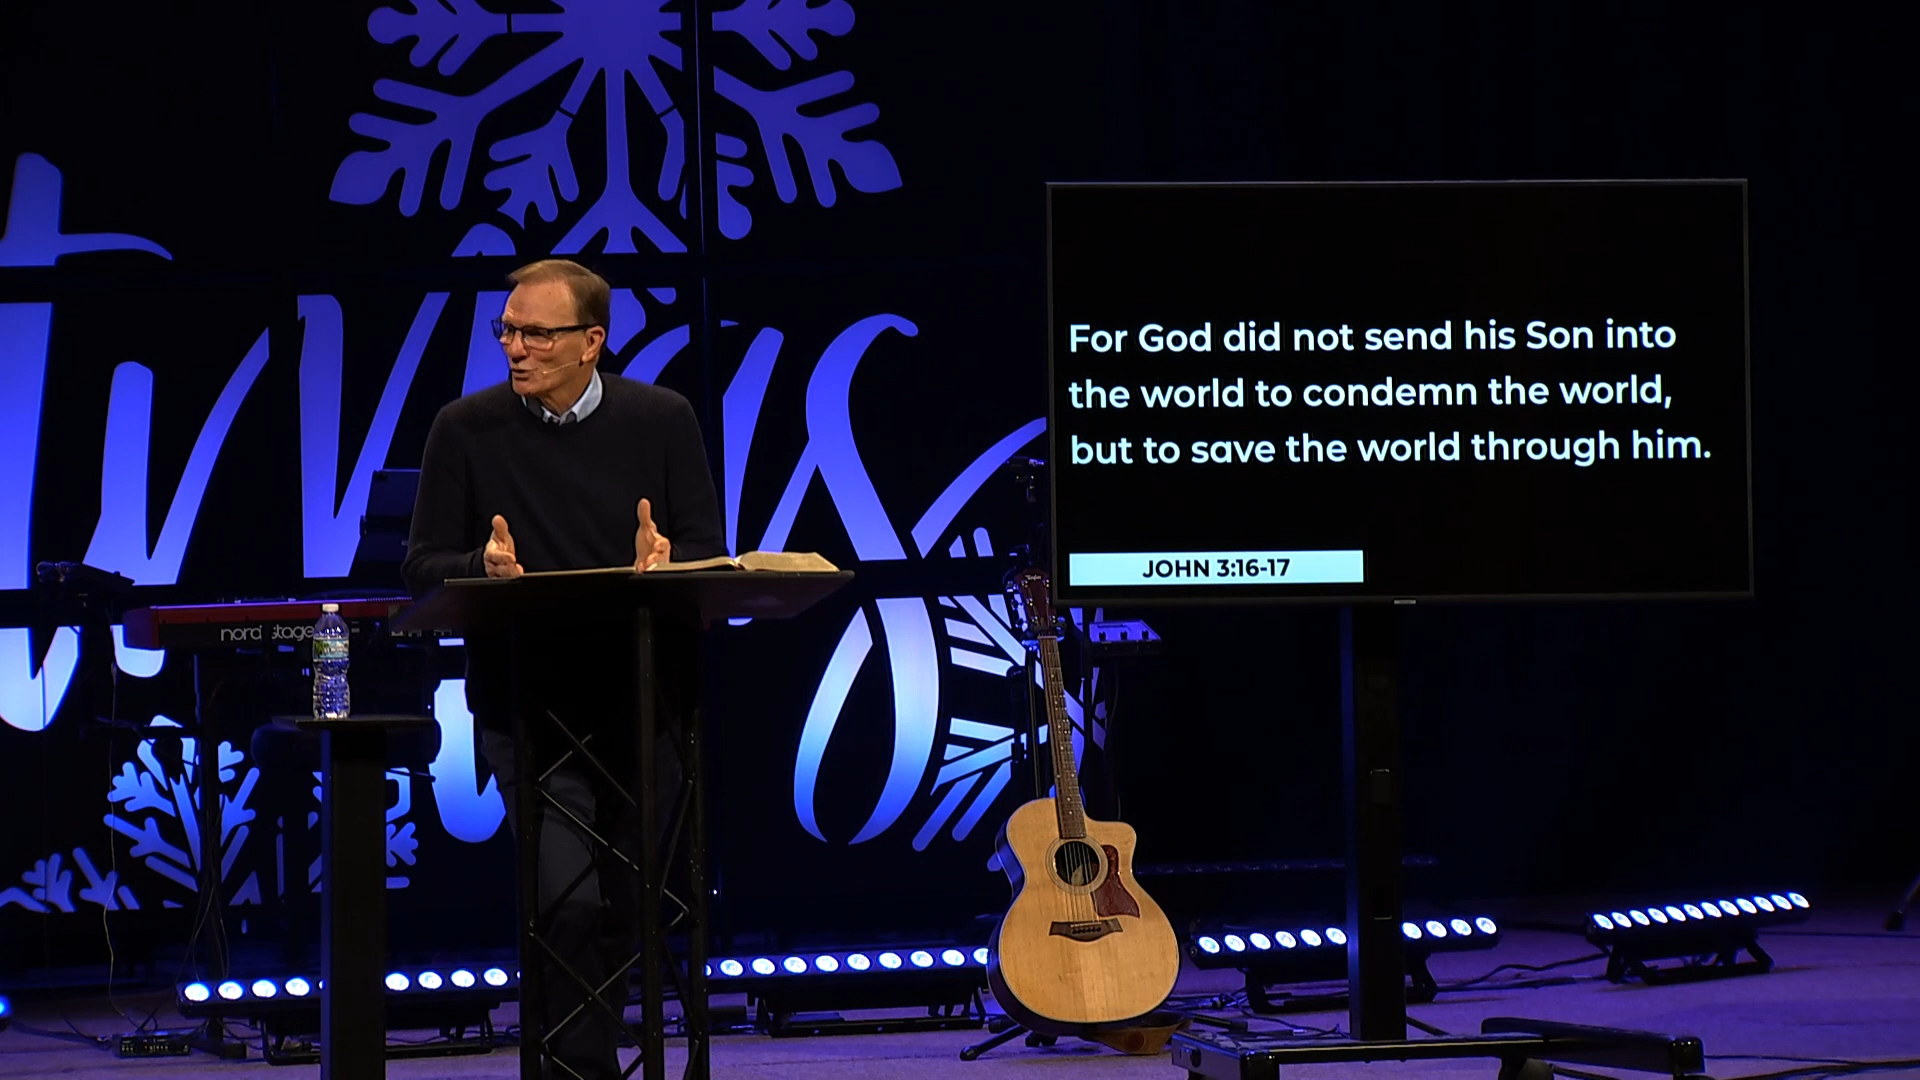 For God did not send his Son into
the world to condemn the world,
but to save the world through him.
JOHN 3:16-17
nord stage